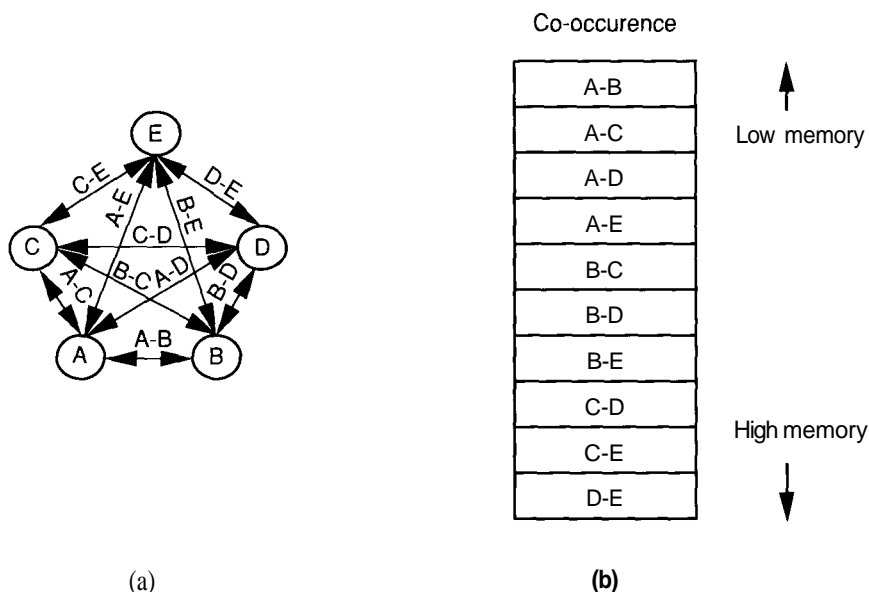 Co-occurence
E
C-E
A-E
B-E
D-E
C
C-D
D
A-C
B-C
A-D
B-D
A
A-B
B
A-B
A-C
A-D
A-E
B-C
B-D
B-E
C-D
C-E
D-E
Low memory
High memory
(a)
(b)